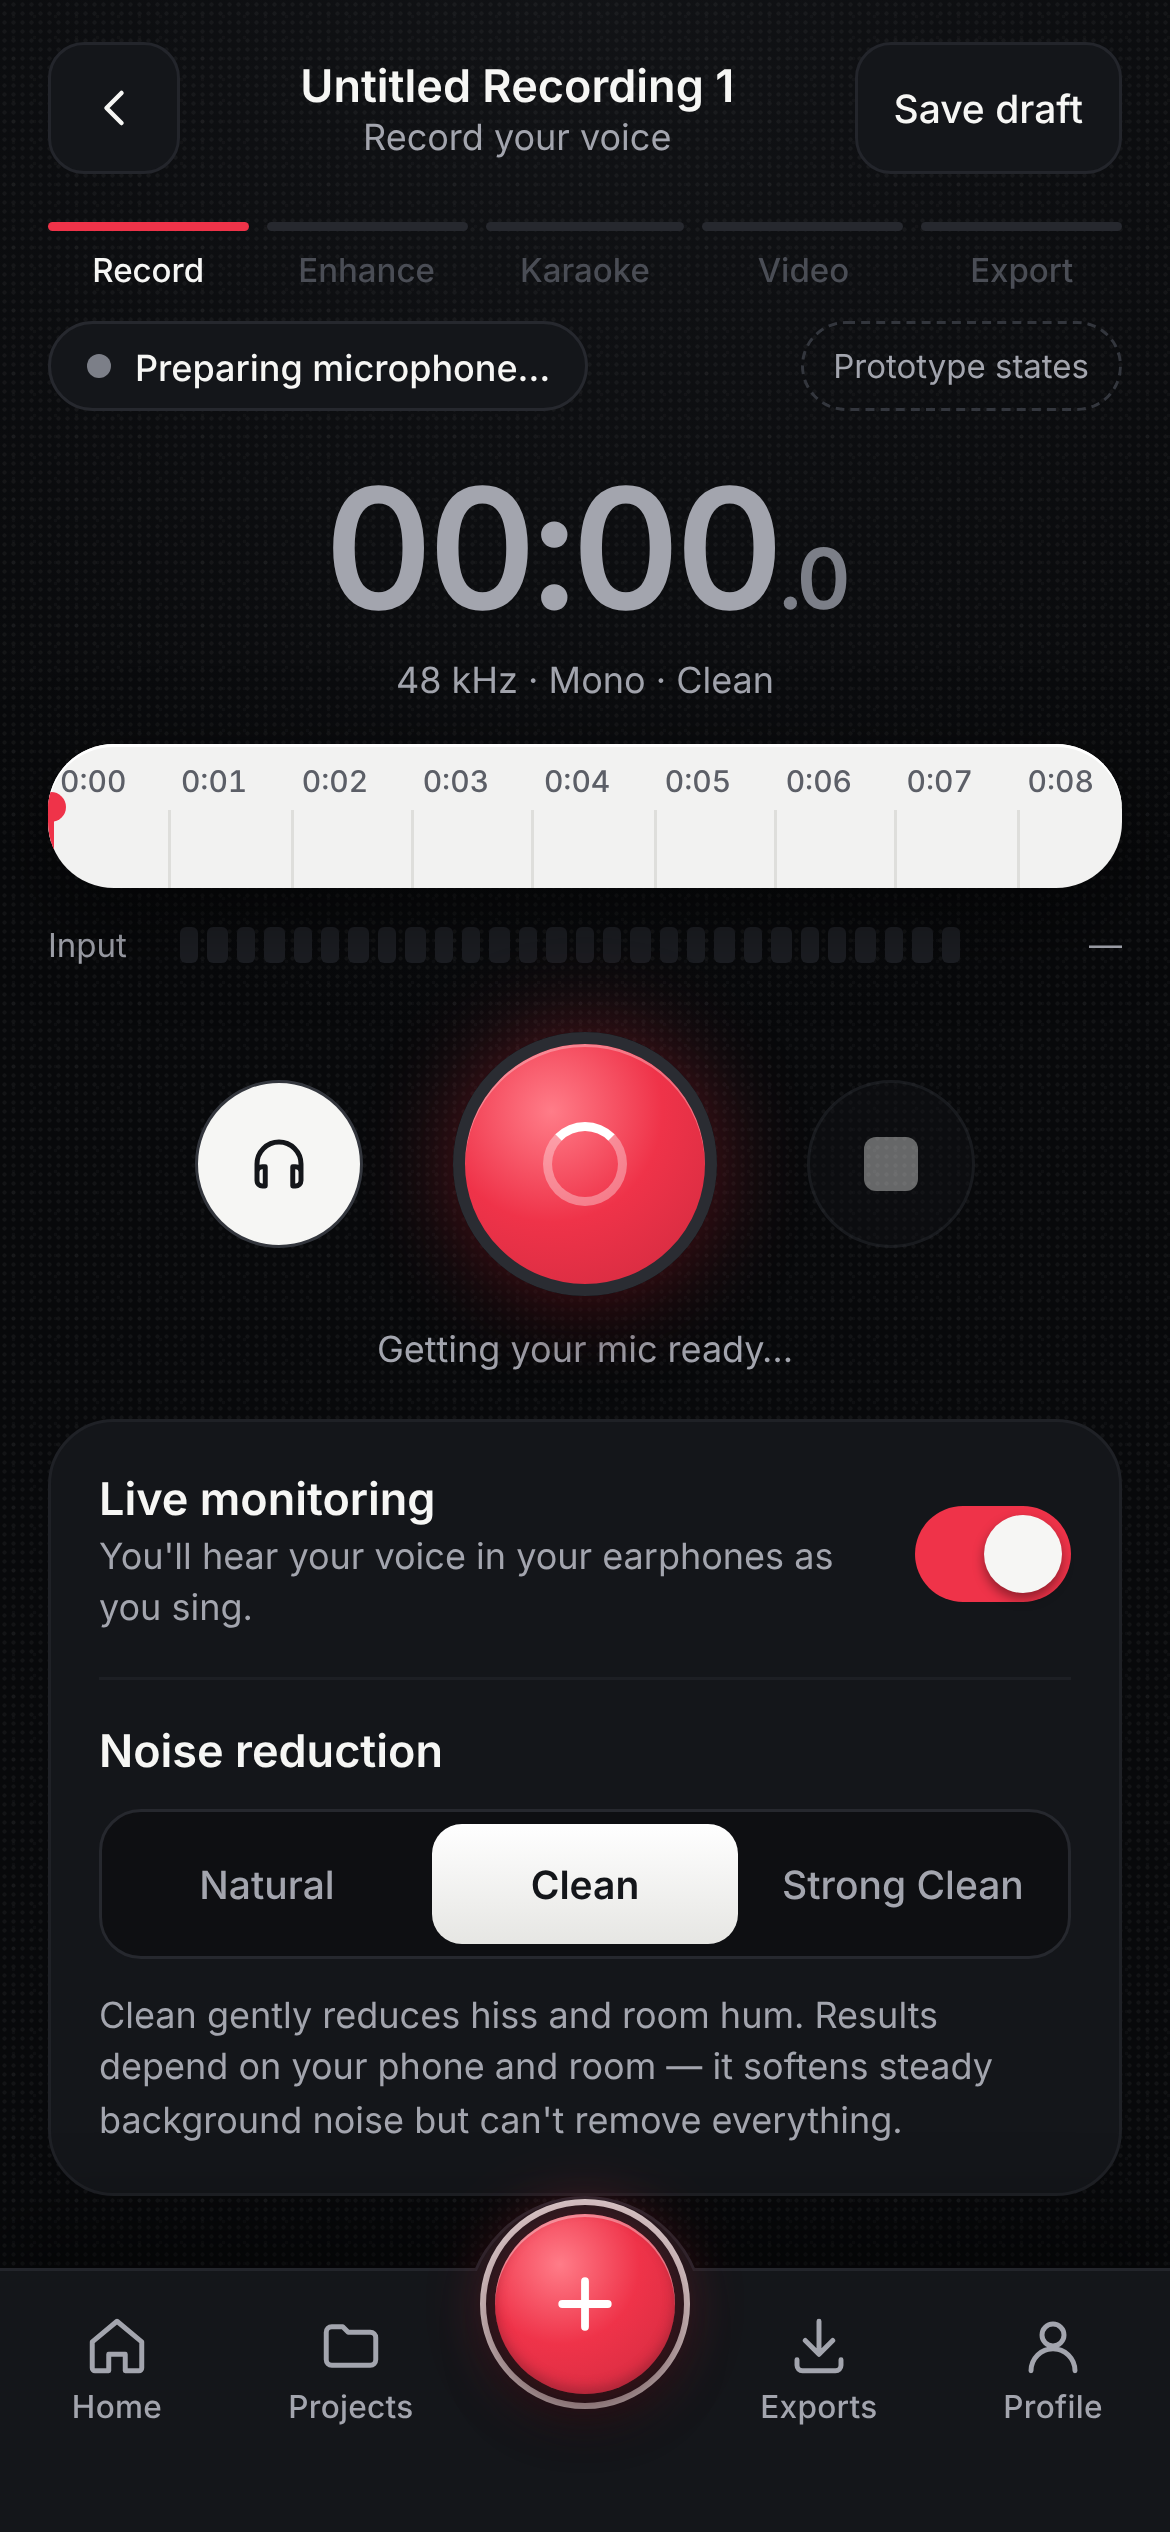 Untitled Recording 1
Record your voice
Save draft
Record
Enhance
Karaoke
Video
Export
Preparing microphone...
Prototype states
00:00.0
48 kHz · Mono · Clean
0:00 0:01 0:02 0:03 0:04 0:05 0:06 0:07 0:08
Input —
Getting your mic ready...
Live monitoring
You'll hear your voice in your earphones as
you sing.
Noise reduction
Natural
Clean
Strong Clean
Clean gently reduces hiss and room hum. Results
depend on your phone and room — it softens steady
background noise but can't remove everything.
Home
Projects
Exports
Profile